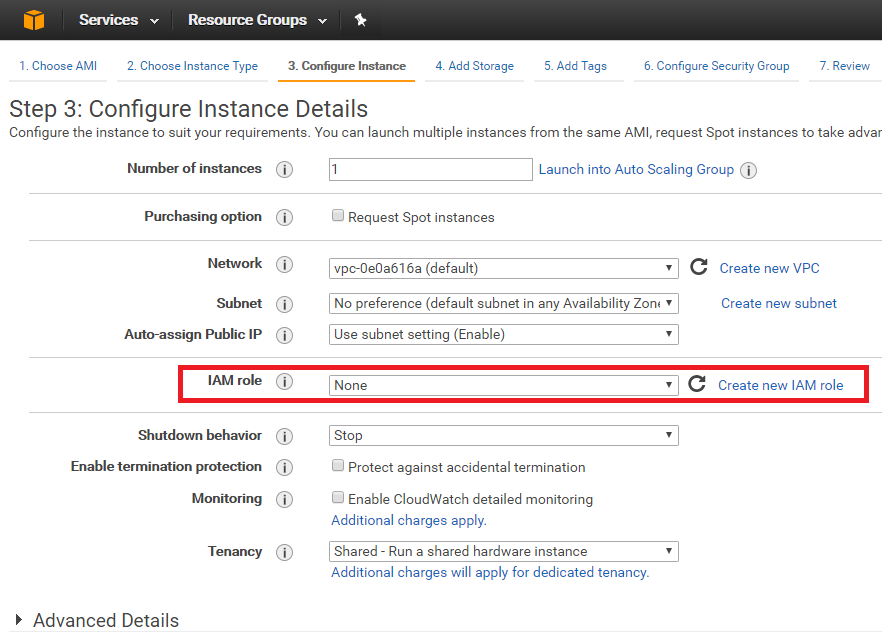 Services Resource Groups
1. Choose AMI 2. Choose Instance Type 3. Configure Instance 4. Add Storage 5. Add Tags 6. Configure Security Group 7. Review
Step 3: Configure Instance Details
Configure the instance to suit your requirements. You can launch multiple instances from the same AMI, request Spot instances to take advan
Number of instances i 1 Launch into Auto Scaling Group i
Purchasing option i Request Spot instances
Network i vpc-0e0a616a (default) Create new VPC
Subnet i No preference (default subnet in any Availability Zone Create new subnet
Auto-assign Public IP i Use subnet setting (Enable)
IAM role i None Create new IAM role
Shutdown behavior i Stop
Enable termination protection i Protect against accidental termination
Monitoring i Enable CloudWatch detailed monitoring
Additional charges apply.
Tenancy i Shared - Run a shared hardware instance
Additional charges will apply for dedicated tenancy.
Advanced Details